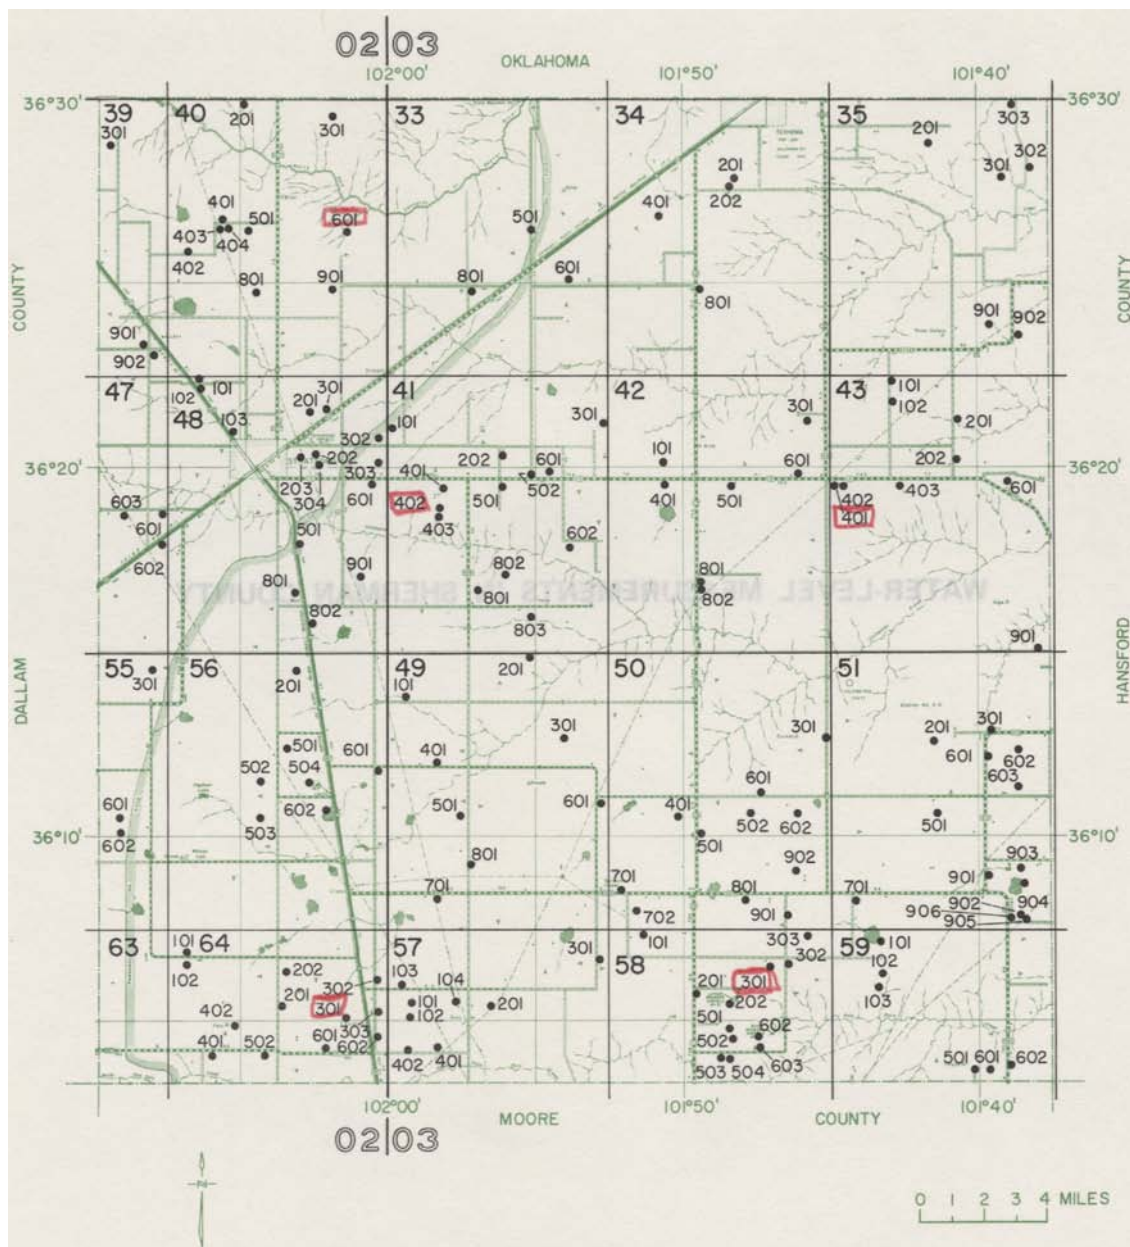 02 03
OKLAHOMA
102°00' 101°50' 101°40'
36°30' 36°30'
39 40 33 34 35
301 201 301 201 303
302
301
201
202
401 601 501 401
403 404 501
402
801 901 801 601 801
901 902
901
902
COUNTY COUNTY
47 48 41 42 43
102 101 201 301 101 301 301 101
102
103 302 201
36°20' 203 202 303 401 202 601 101 601 202 36°20'
304 601 402 501 502 401 501 402 403 601
603 403 401
601 501 602
602
901 802 801
801 801 802
802 803
WATER-LEVEL MEASUREMENTS IN SHERMAN COUNTY
901
DALLAM HANSFORD
55 56 49 50 51
301 201 201
101
301 301 201 301
501 601 401 601 602
502 504 603
601
601 602 501 601 401 502 602 501
602 503 501
36°10' 36°10'
801 902 903
901
701 701 801 701 902 904
702 901 906
905
63 64 57 58 59
101 301 101 303 101
102 202 302 103 104 302 102
301 103
201 301 101 201 201 202
402 303 102 501
401 502 601 602 402 401 502 602 501 601 602
503 504 603
102°00' 101°50' 101°40'
MOORE COUNTY
02 03
N
0 1 2 3 4 MILES